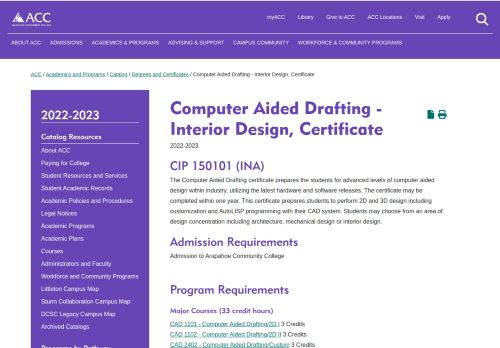 ACC
myACC
Library
Give to ACC
ACC Locations
Visit
Apply
ABOUT ACC
ADMISSIONS
ACADEMICS & PROGRAMS
ADVISING & SUPPORT
CAMPUS COMMUNITY
WORKFORCE & COMMUNITY PROGRAMS
ACC / Academics and Programs / Catalog / Degrees and Certificates / Computer Aided Drafting - Interior Design, Certificate
2022-2023
Catalog Resources
About ACC
Paying for College
Student Resources and Services
Student Academic Records
Academic Policies and Procedures
Legal Notices
Academic Programs
Academic Plans
Courses
Administrators and Faculty
Workforce and Community Programs
Littleton Campus Map
Sturm Collaboration Campus Map
DCSC Legacy Campus Map
Archived Catalogs
Programs by Pathway
Computer Aided Drafting -
Interior Design, Certificate
2022-2023
CIP 150101 (INA)
The Computer Aided Drafting certificate prepares the students for advanced levels of computer aided
design within industry, utilizing the latest hardware and software releases. The certificate may be
completed within one year. This certificate prepares students to perform 2D and 3D design including
customization and AutoLISP programming with their CAD system. Students may choose from an area of
design concentration including architecture, mechanical design or interior design.
Admission Requirements
Admission to Arapahoe Community College
Program Requirements
Major Courses (33 credit hours)
CAD 1101 - Computer Aided Drafting/2D I 3 Credits
CAD 1102 - Computer Aided Drafting/2D II 3 Credits
CAD 2402 - Computer Aided Drafting/Custom 3 Credits